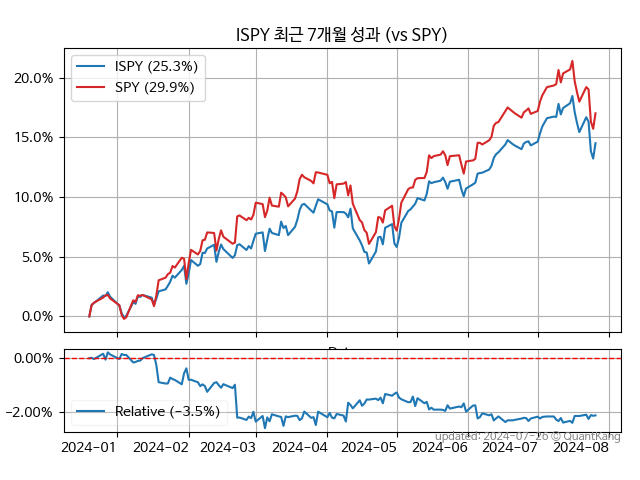 ISPY 최근 7개월 성과 (vs SPY)
ISPY (25.3%)
SPY (29.9%)
20.0%
15.0%
10.0%
5.0%
0.0%
0.00%
−2.00%
Relative (−3.5%)
updated: 2024-07-26 © QuantKang
2024-01 2024-02 2024-03 2024-04 2024-05 2024-06 2024-07 2024-08